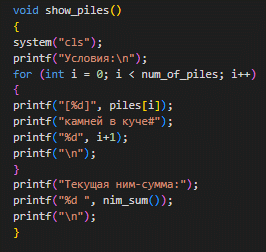 void show_piles()
{
system("cls");
printf("Условия:\n");
for (int i = 0; i < num_of_piles; i++)
{
printf("[%d]", piles[i]);
printf("камней в куче#");
printf("%d", i+1);
printf("\n");
}
printf("Текущая ним-сумма:");
printf("%d ", nim_sum());
printf("\n");
}